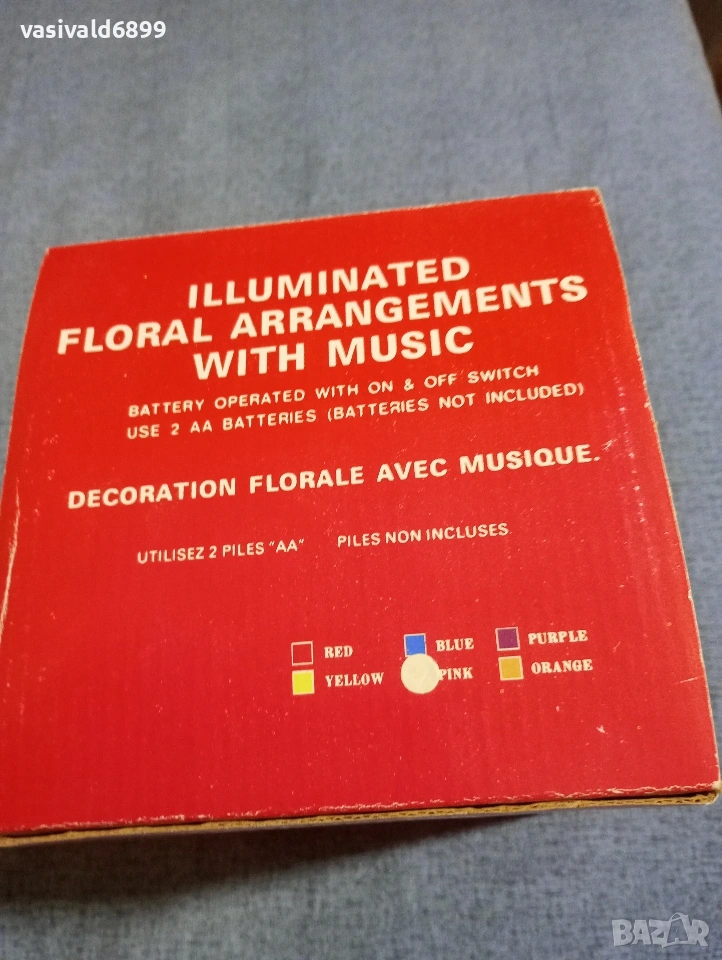 vasivald6899
ILLUMINATED
FLORAL ARRANGEMENTS
WITH MUSIC
BATTERY OPERATED WITH ON & OFF SWITCH
USE 2 AA BATTERIES (BATTERIES NOT INCLUDED)
DECORATION FLORALE AVEC MUSIQUE.
UTILISEZ 2 PILES "AA" PILES NON INCLUSES
RED BLUE PURPLE
YELLOW PINK ORANGE
BAZAR